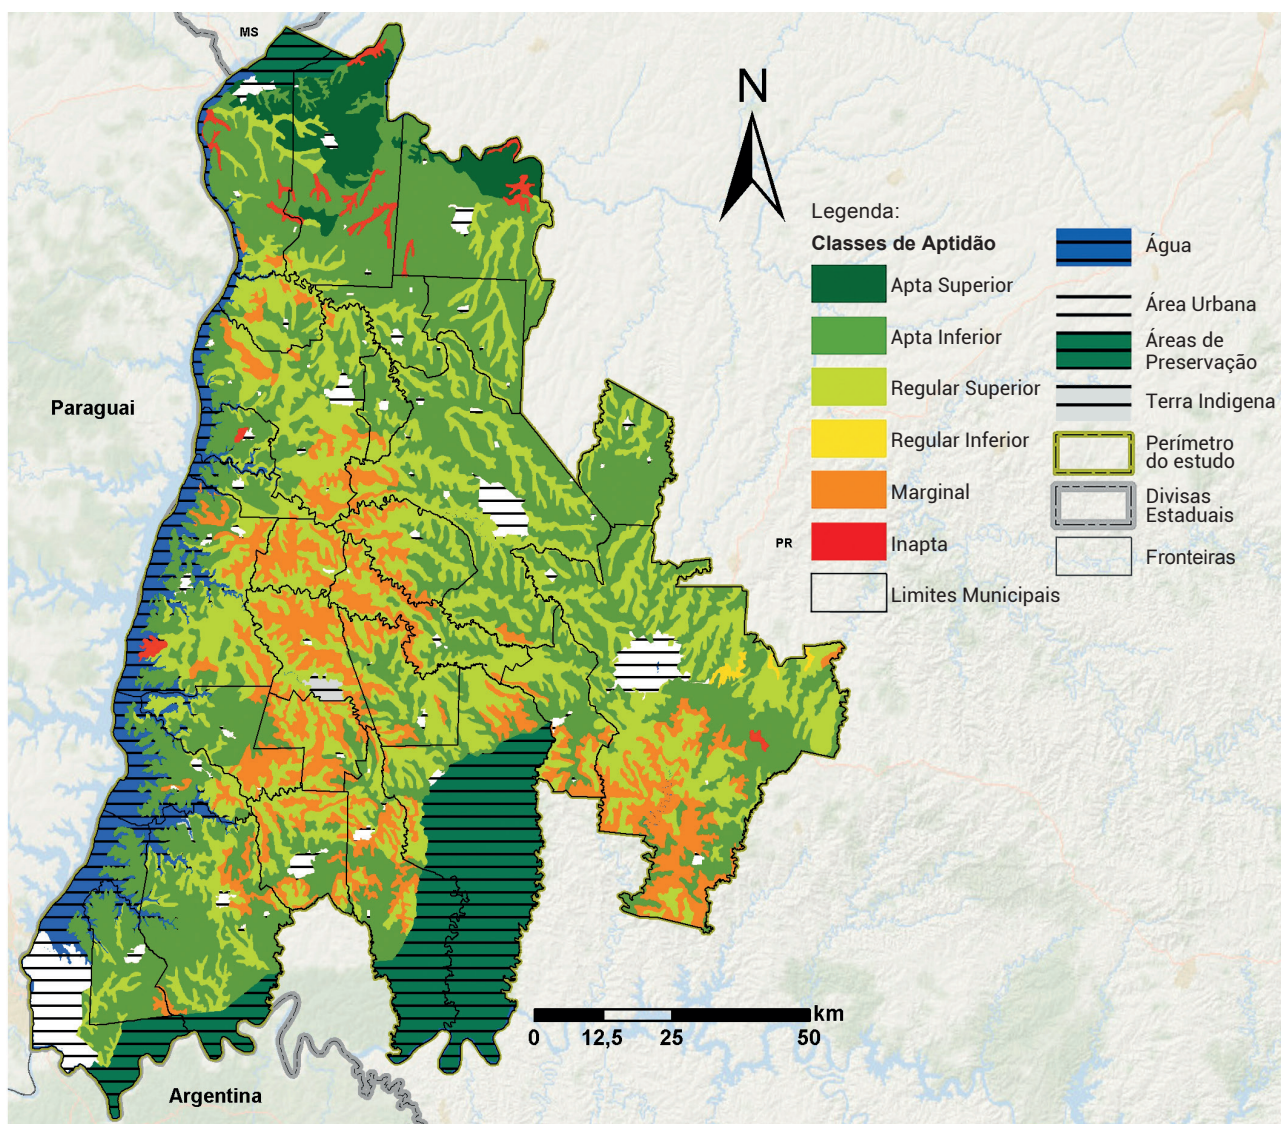 MS
N
Legenda:
Classes de Aptidão
Apta Superior
Apta Inferior
Regular Superior
Regular Inferior
Marginal
Inapta
Limites Municipais
Água
Área Urbana
Áreas de
Preservação
Terra Indigena
Perímetro
do estudo
Divisas
Estaduais
Fronteiras
Paraguai
PR
km
0 12,5 25 50
Argentina